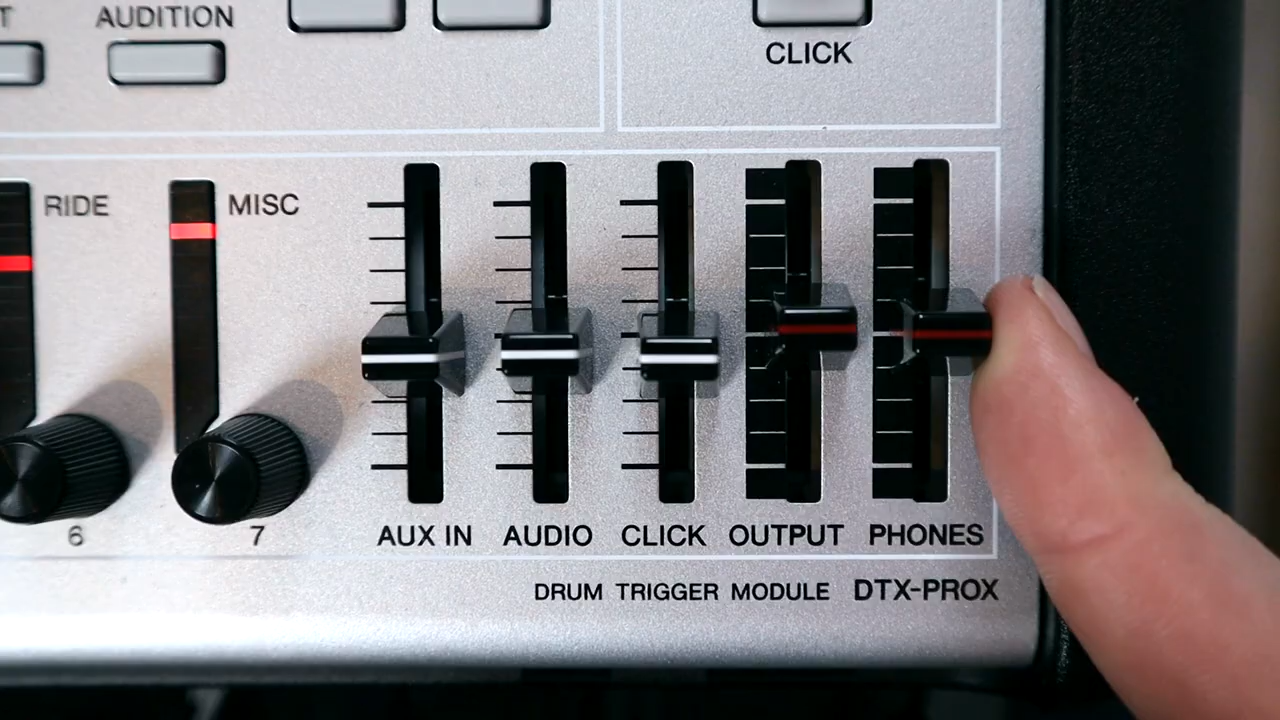 AUDITION
CLICK
RIDE
MISC
6
7
AUX IN
AUDIO
CLICK
OUTPUT
PHONES
DRUM TRIGGER MODULE DTX-PROX